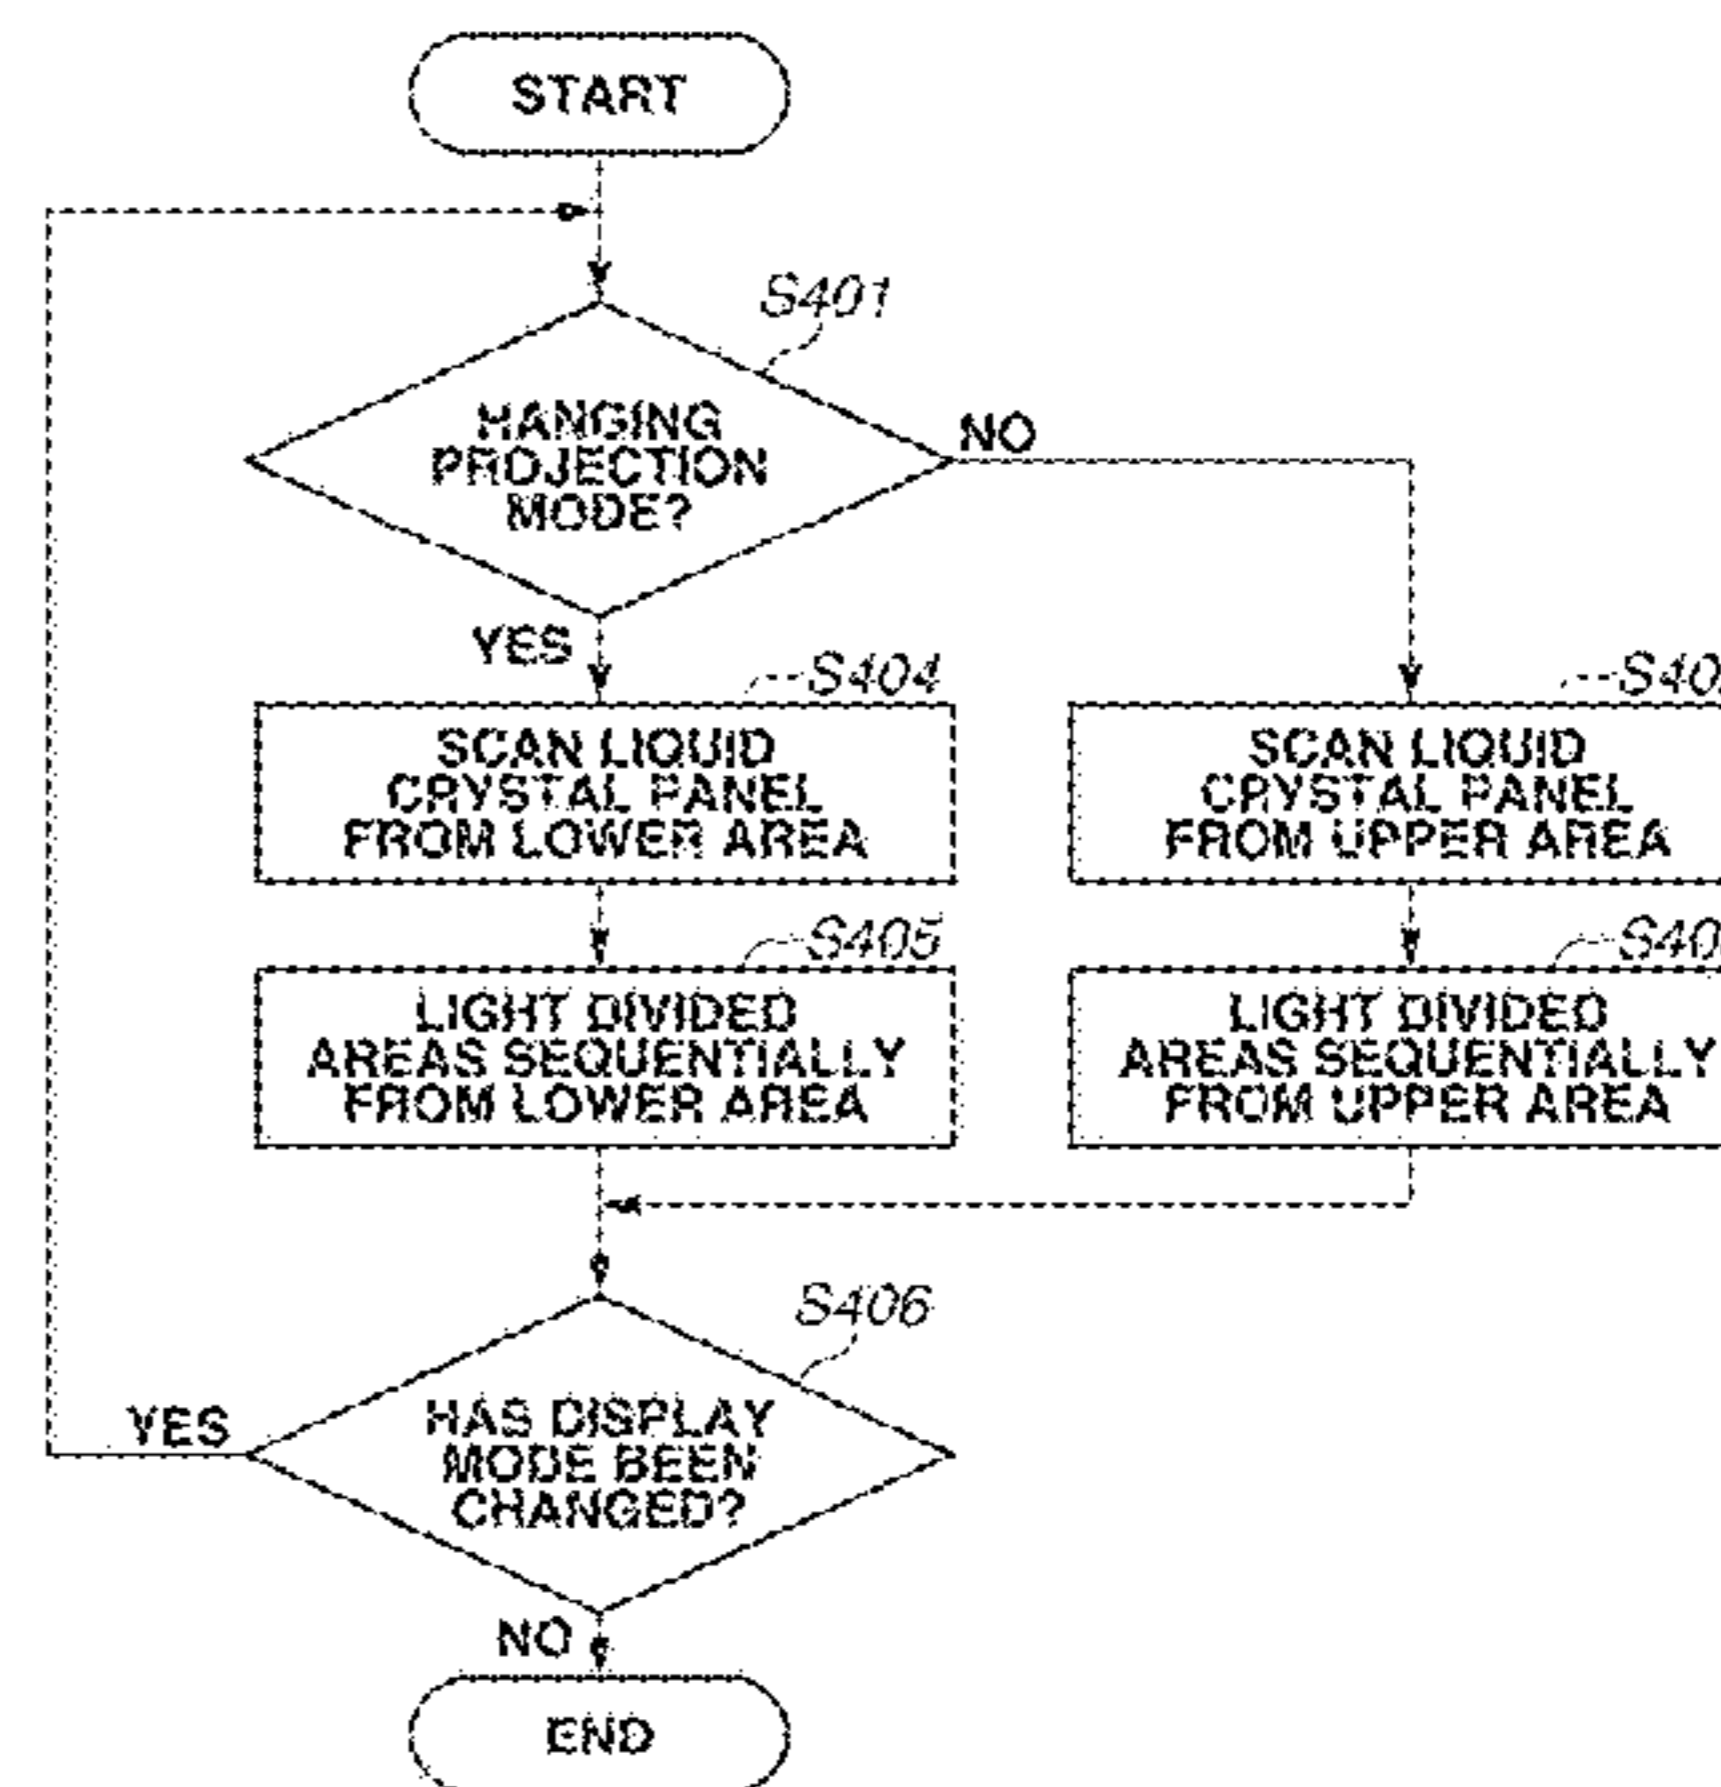 START
S401
HANGING
PROJECTION
MODE?
NO
YES
S404
SCAN LIQUID
CRYSTAL PANEL
FROM LOWER AREA
SCAN LIQUID
CRYSTAL PANEL
FROM UPPER AREA
S405
LIGHT DIVIDED
AREAS SEQUENTIALLY
FROM LOWER AREA
LIGHT DIVIDED
AREAS SEQUENTIALLY
FROM UPPER AREA
S406
HAS DISPLAY
MODE BEEN
CHANGED?
YES
NO
END